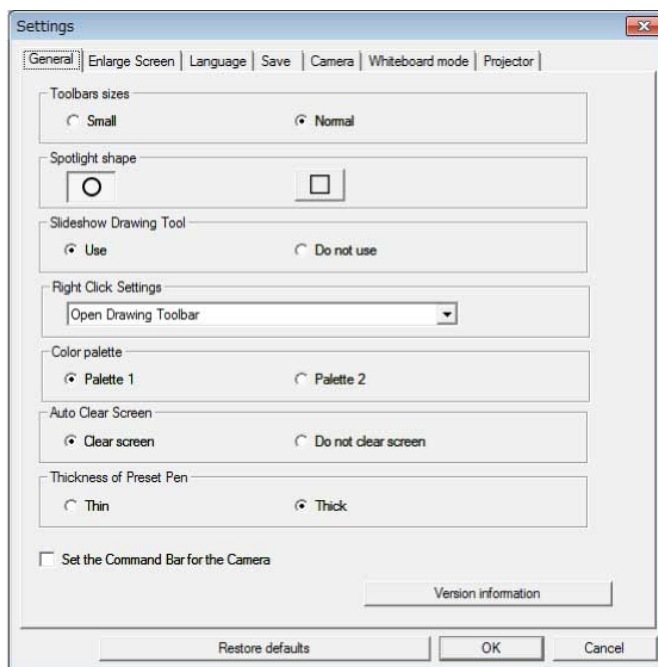 Settings
General Enlarge Screen Language Save Camera Whiteboard mode Projector
Toolbars sizes
Small Normal
Spotlight shape
Slideshow Drawing Tool
Use Do not use
Right Click Settings
Open Drawing Toolbar
Color palette
Palette 1 Palette 2
Auto Clear Screen
Clear screen Do not clear screen
Thickness of Preset Pen
Thin Thick
Set the Command Bar for the Camera
Version information
Restore defaults OK Cancel